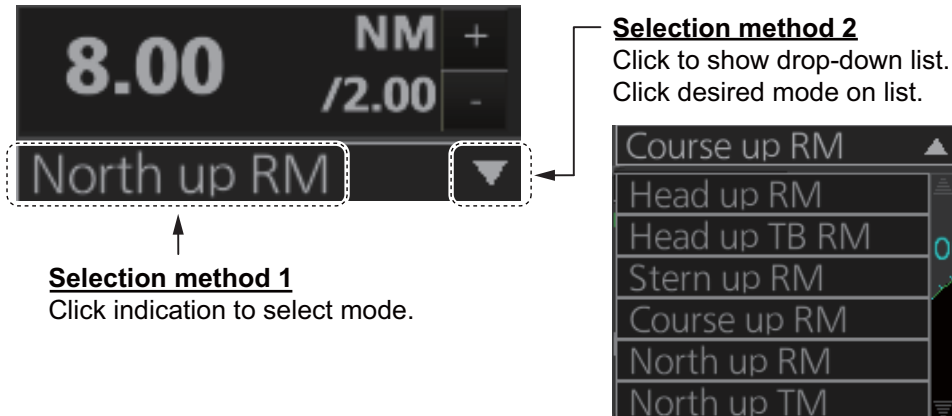 8.00
NM
+
/2.00
-
North up RM
▼
Selection method 1
Click indication to select mode.
Selection method 2
Click to show drop-down list.
Click desired mode on list.
Course up RM ▲
Head up RM
Head up TB RM
Stern up RM
Course up RM
North up RM
North up TM
0